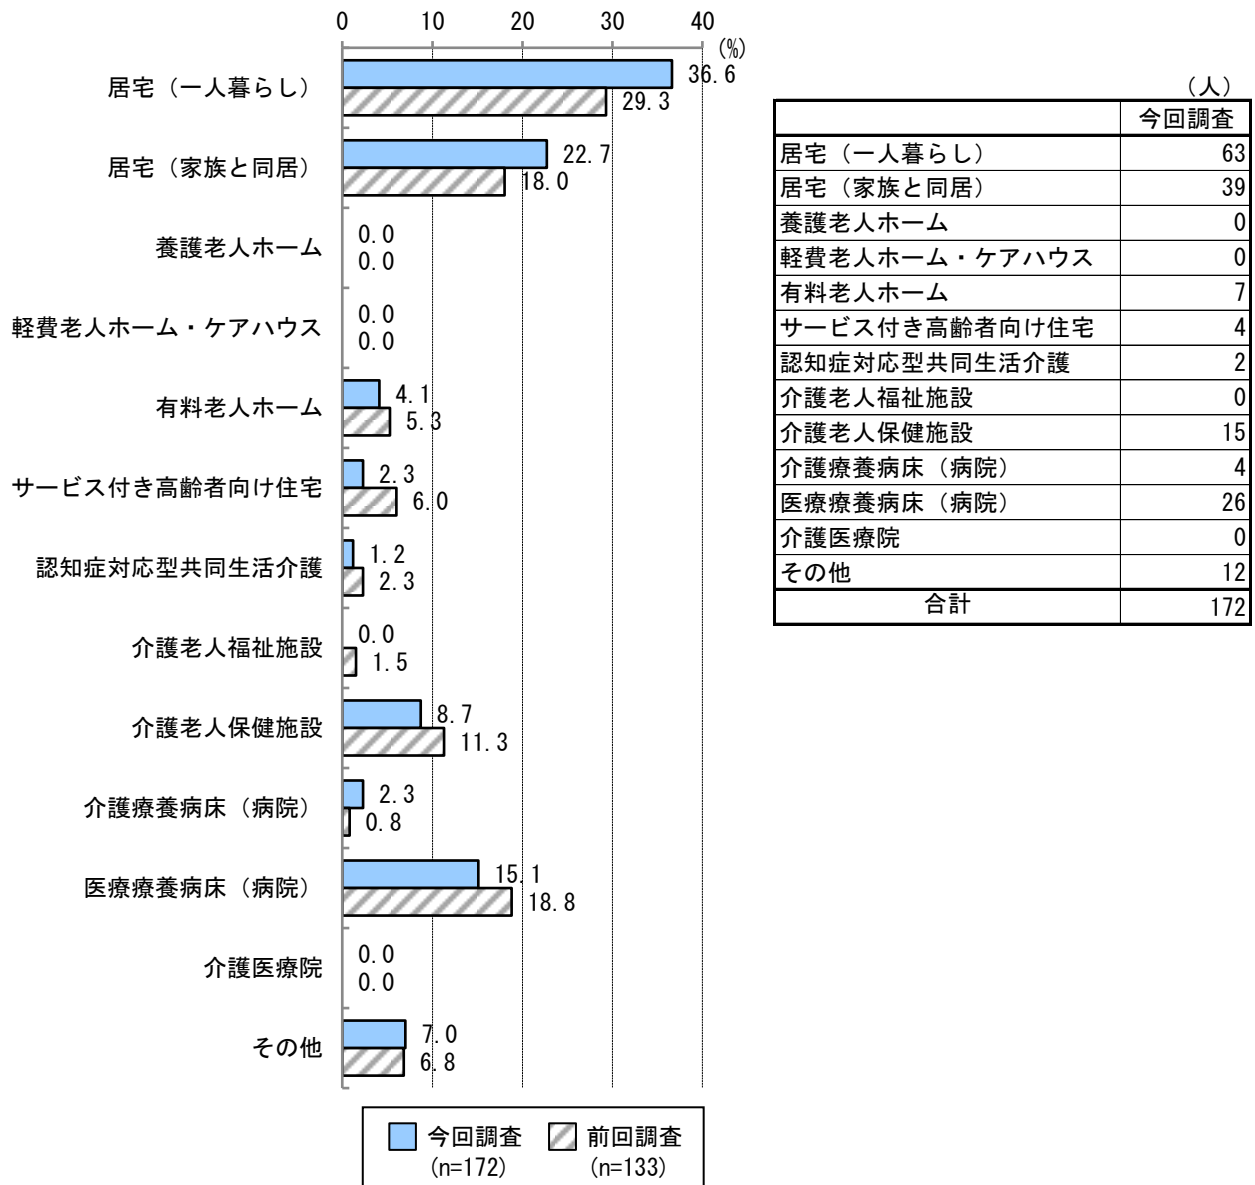 0 10 20 30 40
(%)
居宅（一人暮らし） 36.6
29.3
居宅（家族と同居） 22.7
18.0
養護老人ホーム 0.0
0.0
軽費老人ホーム・ケアハウス 0.0
0.0
有料老人ホーム 4.1
5.3
サービス付き高齢者向け住宅 2.3
6.0
認知症対応型共同生活介護 1.2
2.3
介護老人福祉施設 0.0
1.5
介護老人保健施設 8.7
11.3
介護療養病床（病院） 2.3
0.8
医療療養病床（病院） 15.1
18.8
介護医療院 0.0
0.0
その他 7.0
6.8
今回調査 前回調査
(n=172) (n=133)
（人）
今回調査
居宅（一人暮らし） 63
居宅（家族と同居） 39
養護老人ホーム 0
軽費老人ホーム・ケアハウス 0
有料老人ホーム 7
サービス付き高齢者向け住宅 4
認知症対応型共同生活介護 2
介護老人福祉施設 0
介護老人保健施設 15
介護療養病床（病院） 4
医療療養病床（病院） 26
介護医療院 0
その他 12
合計 172